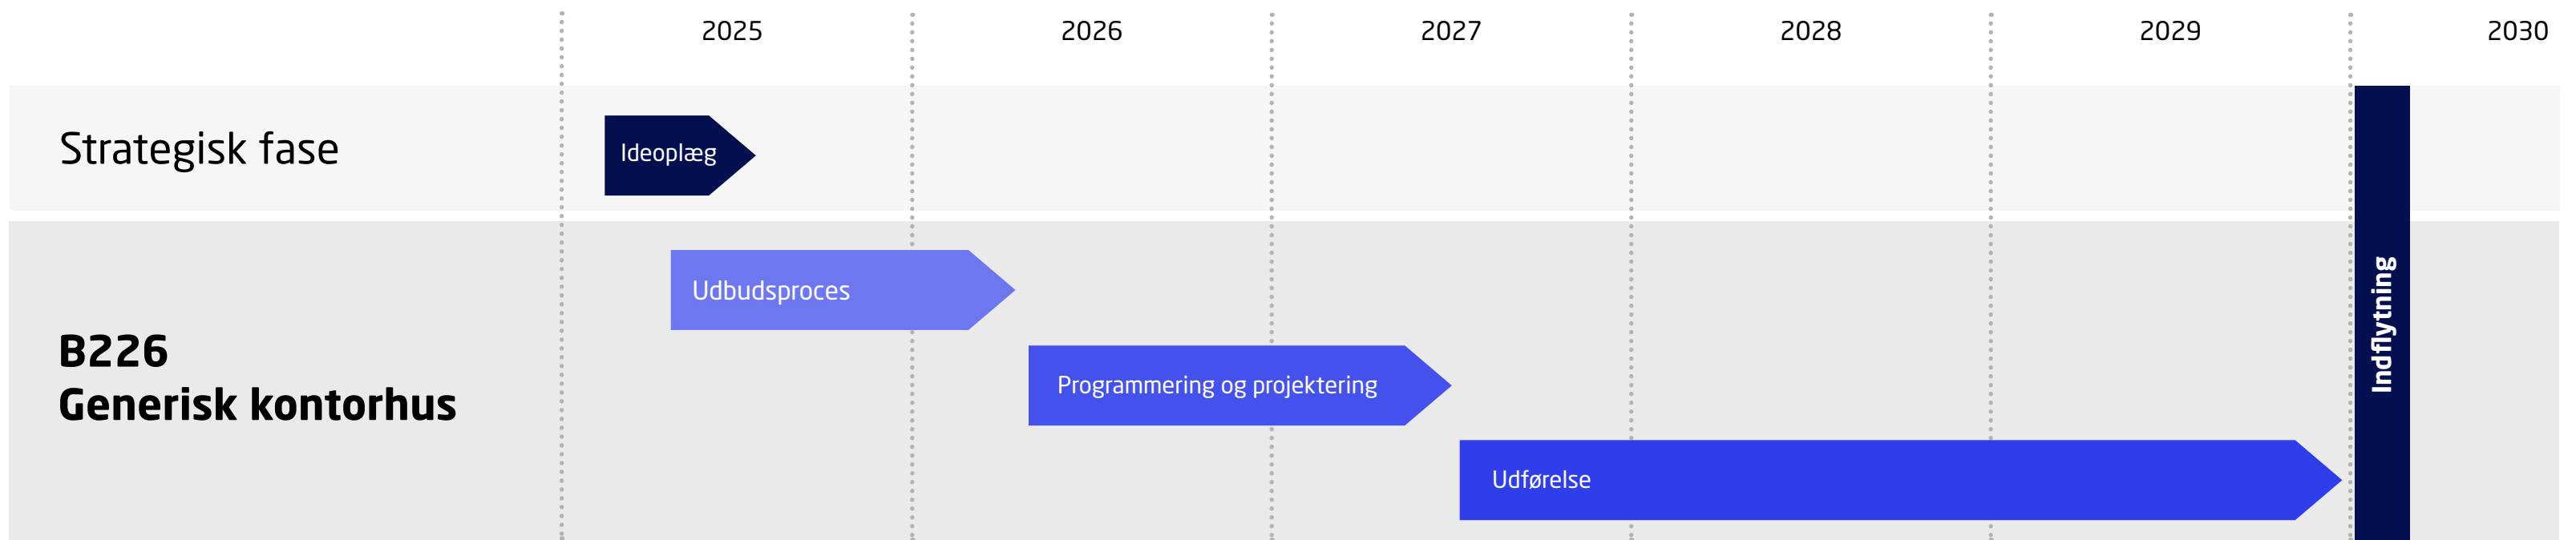 2025 2026 2027 2028 2029 2030
Strategisk fase
Ideoplæg
Udbudsproces
B226
Generisk kontorhus
Programmering og projektering
Udførelse
Indflytning